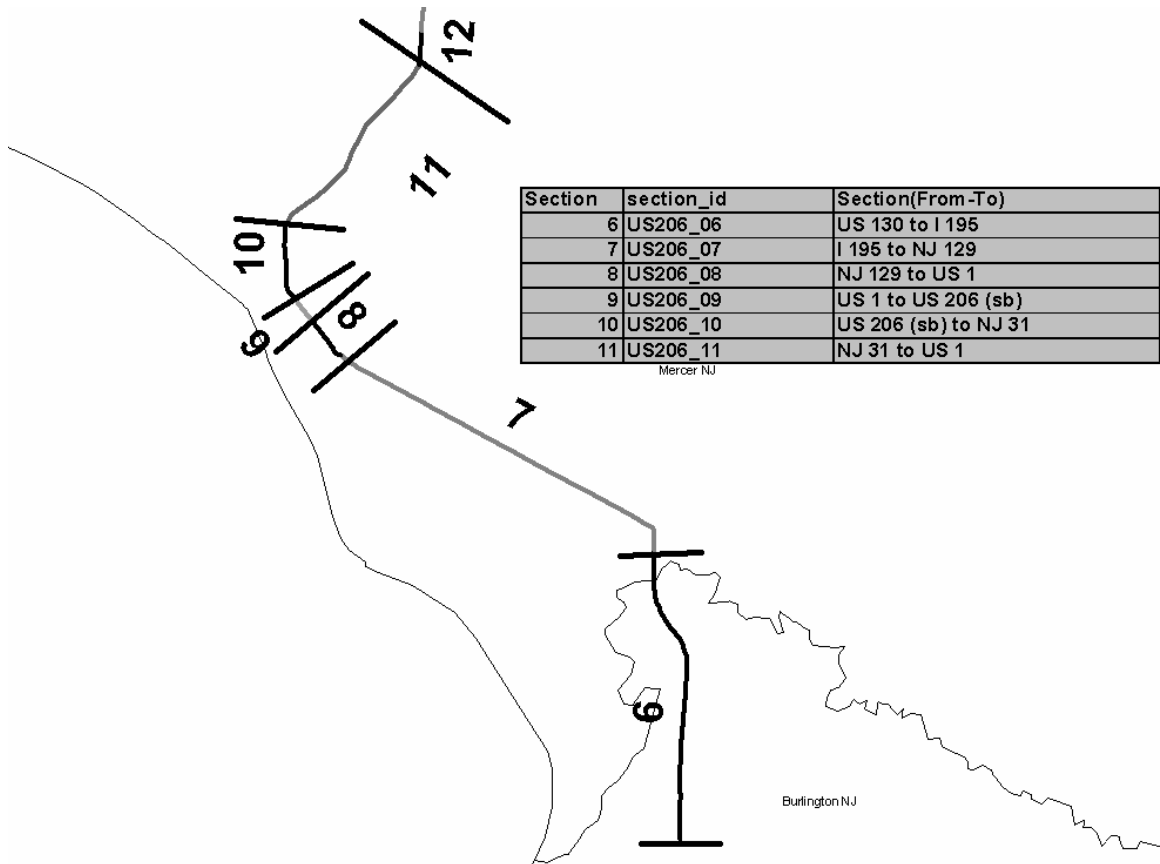 12
11
10
Section section_id Section(From-To)
6 US206_06 US 130 to I 195
7 US206_07 I 195 to NJ 129
8 US206_08 NJ 129 to US 1
9 US206_09 US 1 to US 206 (sb)
10 US206_10 US 206 (sb) to NJ 31
11 US206_11 NJ 31 to US 1
Mercer NJ
8
9
7
6
Burlington NJ